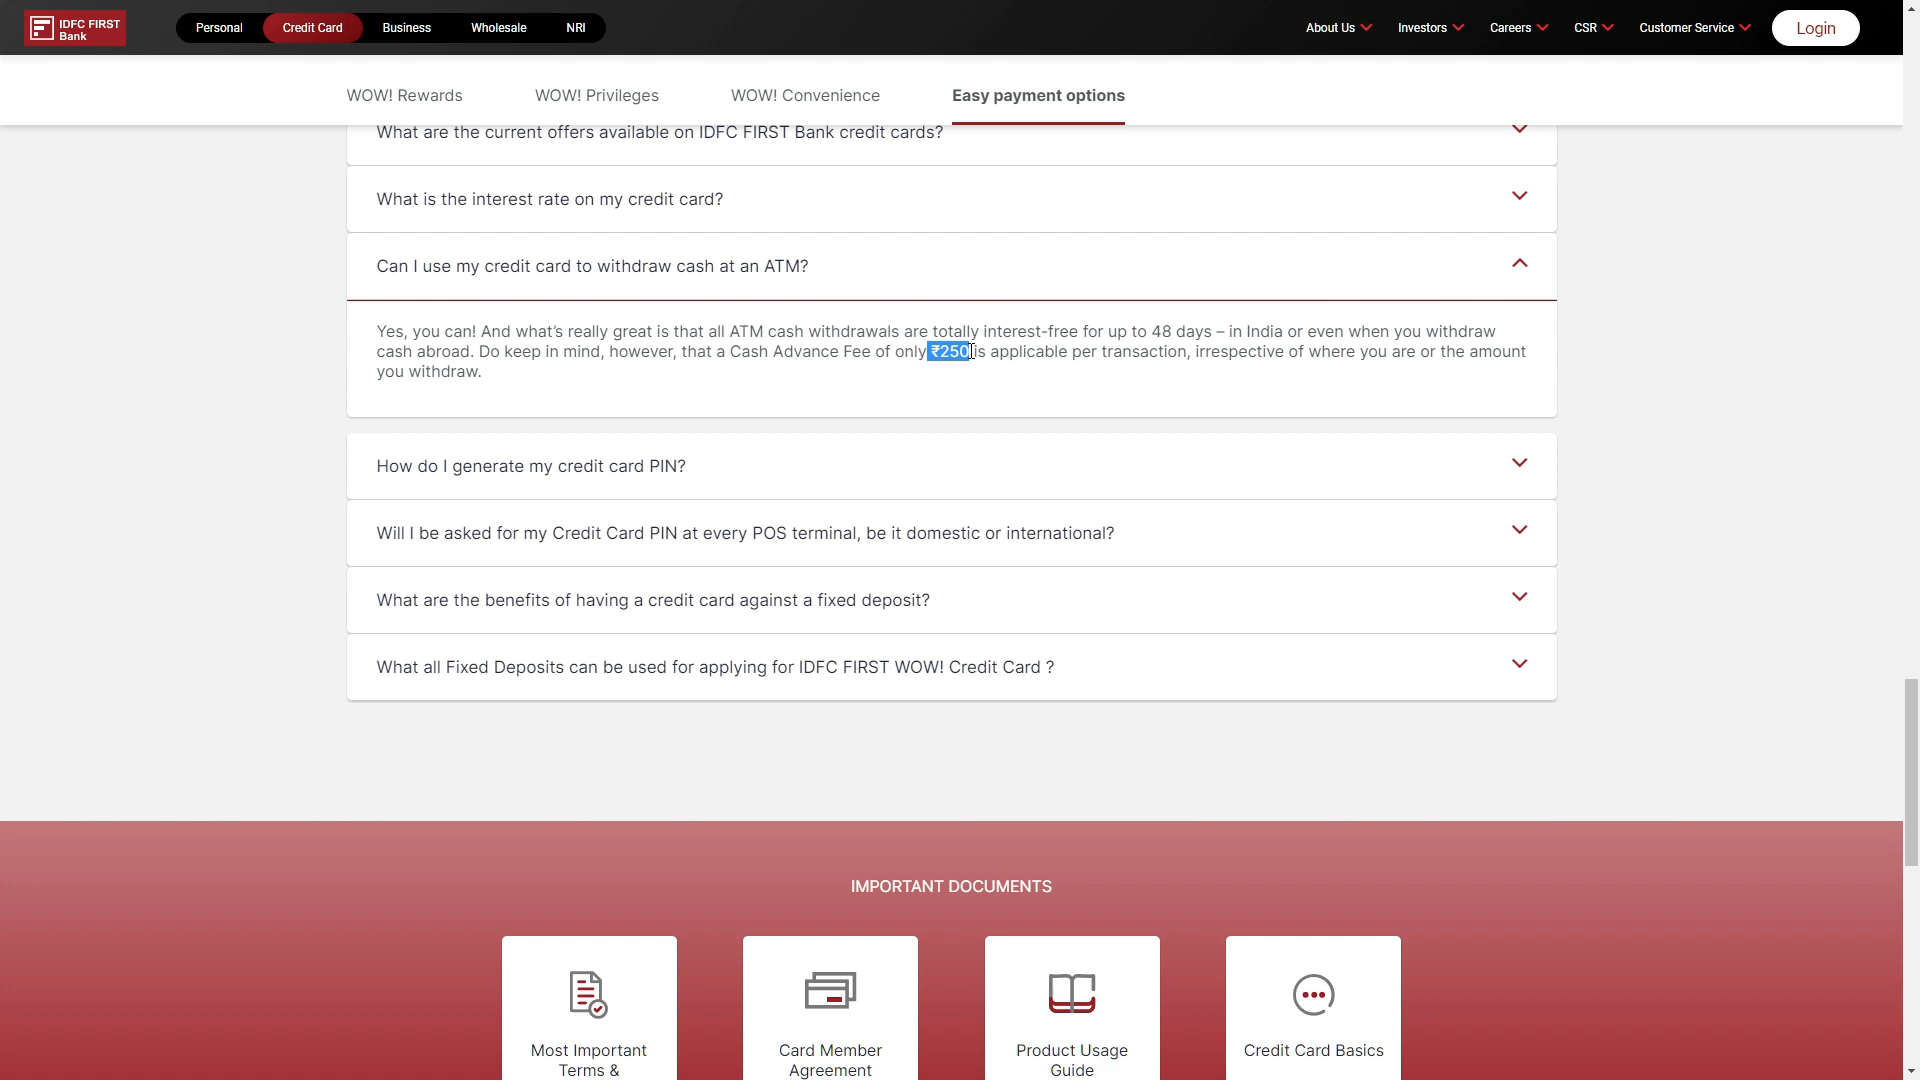 IDFC FIRST
Bank
Personal
Credit Card
Business
Wholesale
NRI
About Us
Investors
Careers
CSR
Customer Service
Login
WOW! Rewards
WOW! Privileges
WOW! Convenience
Easy payment options
What are the current offers available on IDFC FIRST Bank credit cards?
What is the interest rate on my credit card?
Can I use my credit card to withdraw cash at an ATM?
Yes, you can! And what's really great is that all ATM cash withdrawals are totally interest-free for up to 48 days – in India or even when you withdraw
cash abroad. Do keep in mind, however, that a Cash Advance Fee of only ₹250 is applicable per transaction, irrespective of where you are or the amount
you withdraw.
How do I generate my credit card PIN?
Will I be asked for my Credit Card PIN at every POS terminal, be it domestic or international?
What are the benefits of having a credit card against a fixed deposit?
What all Fixed Deposits can be used for applying for IDFC FIRST WOW! Credit Card ?
IMPORTANT DOCUMENTS
Most Important
Terms &
Card Member
Agreement
Product Usage
Guide
Credit Card Basics